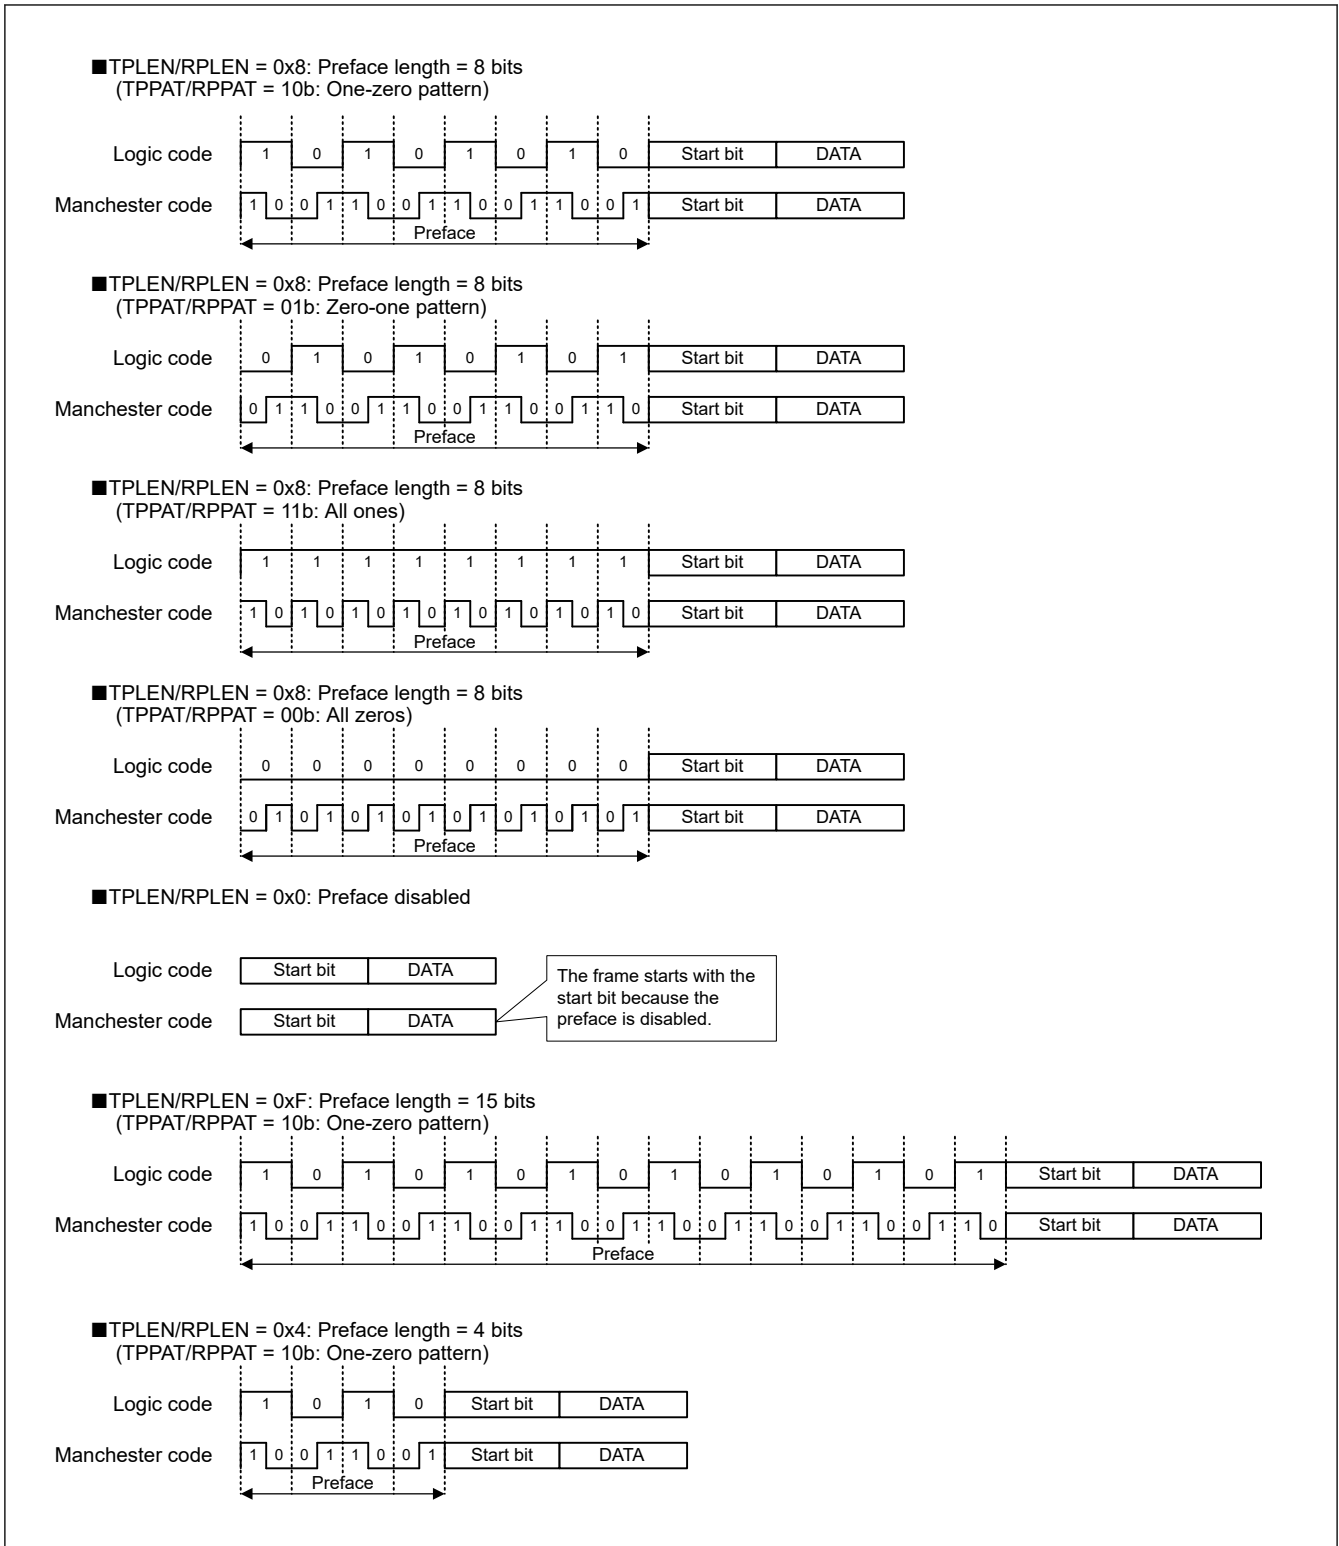 ■TPLEN/RPLEN = 0x8: Preface length = 8 bits
(TPPAT/RPPAT = 10b: One-zero pattern)
Logic code 1 0 1 0 1 0 1 0 Start bit DATA
Manchester code 1 0 0 1 1 0 0 1 1 0 0 1 1 0 0 1 Start bit DATA
Preface
■TPLEN/RPLEN = 0x8: Preface length = 8 bits
(TPPAT/RPPAT = 01b: Zero-one pattern)
Logic code 0 1 0 1 0 1 0 1 Start bit DATA
Manchester code 0 1 1 0 0 1 1 0 0 1 1 0 0 1 1 0 Start bit DATA
Preface
■TPLEN/RPLEN = 0x8: Preface length = 8 bits
(TPPAT/RPPAT = 11b: All ones)
Logic code 1 1 1 1 1 1 1 1 Start bit DATA
Manchester code 1 0 1 0 1 0 1 0 1 0 1 0 1 0 1 0 Start bit DATA
Preface
■TPLEN/RPLEN = 0x8: Preface length = 8 bits
(TPPAT/RPPAT = 00b: All zeros)
Logic code 0 0 0 0 0 0 0 0 Start bit DATA
Manchester code 0 1 0 1 0 1 0 1 0 1 0 1 0 1 0 1 Start bit DATA
Preface
■TPLEN/RPLEN = 0x0: Preface disabled
Logic code Start bit DATA
Manchester code Start bit DATA
The frame starts with the
start bit because the
preface is disabled.
■TPLEN/RPLEN = 0xF: Preface length = 15 bits
(TPPAT/RPPAT = 10b: One-zero pattern)
Logic code 1 0 1 0 1 0 1 0 1 0 1 0 1 0 1 Start bit DATA
Manchester code 1 0 0 1 1 0 0 1 1 0 0 1 1 0 0 1 1 0 0 1 1 0 0 1 1 0 0 1 1 0 Start bit DATA
Preface
■TPLEN/RPLEN = 0x4: Preface length = 4 bits
(TPPAT/RPPAT = 10b: One-zero pattern)
Logic code 1 0 1 0 Start bit DATA
Manchester code 1 0 0 1 1 0 0 1 Start bit DATA
Preface